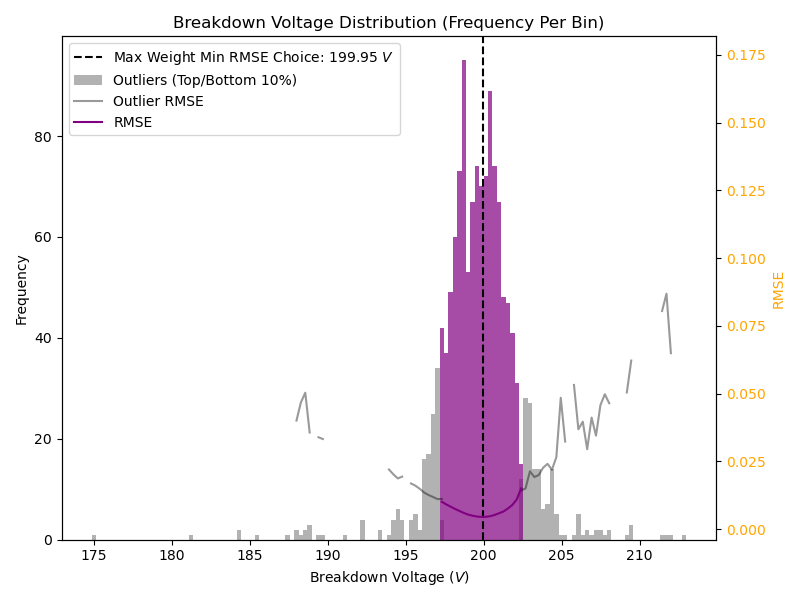 Breakdown Voltage Distribution (Frequency Per Bin)
Max Weight Min RMSE Choice: 199.95 V
Outliers (Top/Bottom 10%)
Outlier RMSE
RMSE
Frequency
80
60
40
20
0
0.175
0.150
0.125
0.100
0.075
0.050
0.025
0.000
RMSE
175 180 185 190 195 200 205 210
Breakdown Voltage (V)